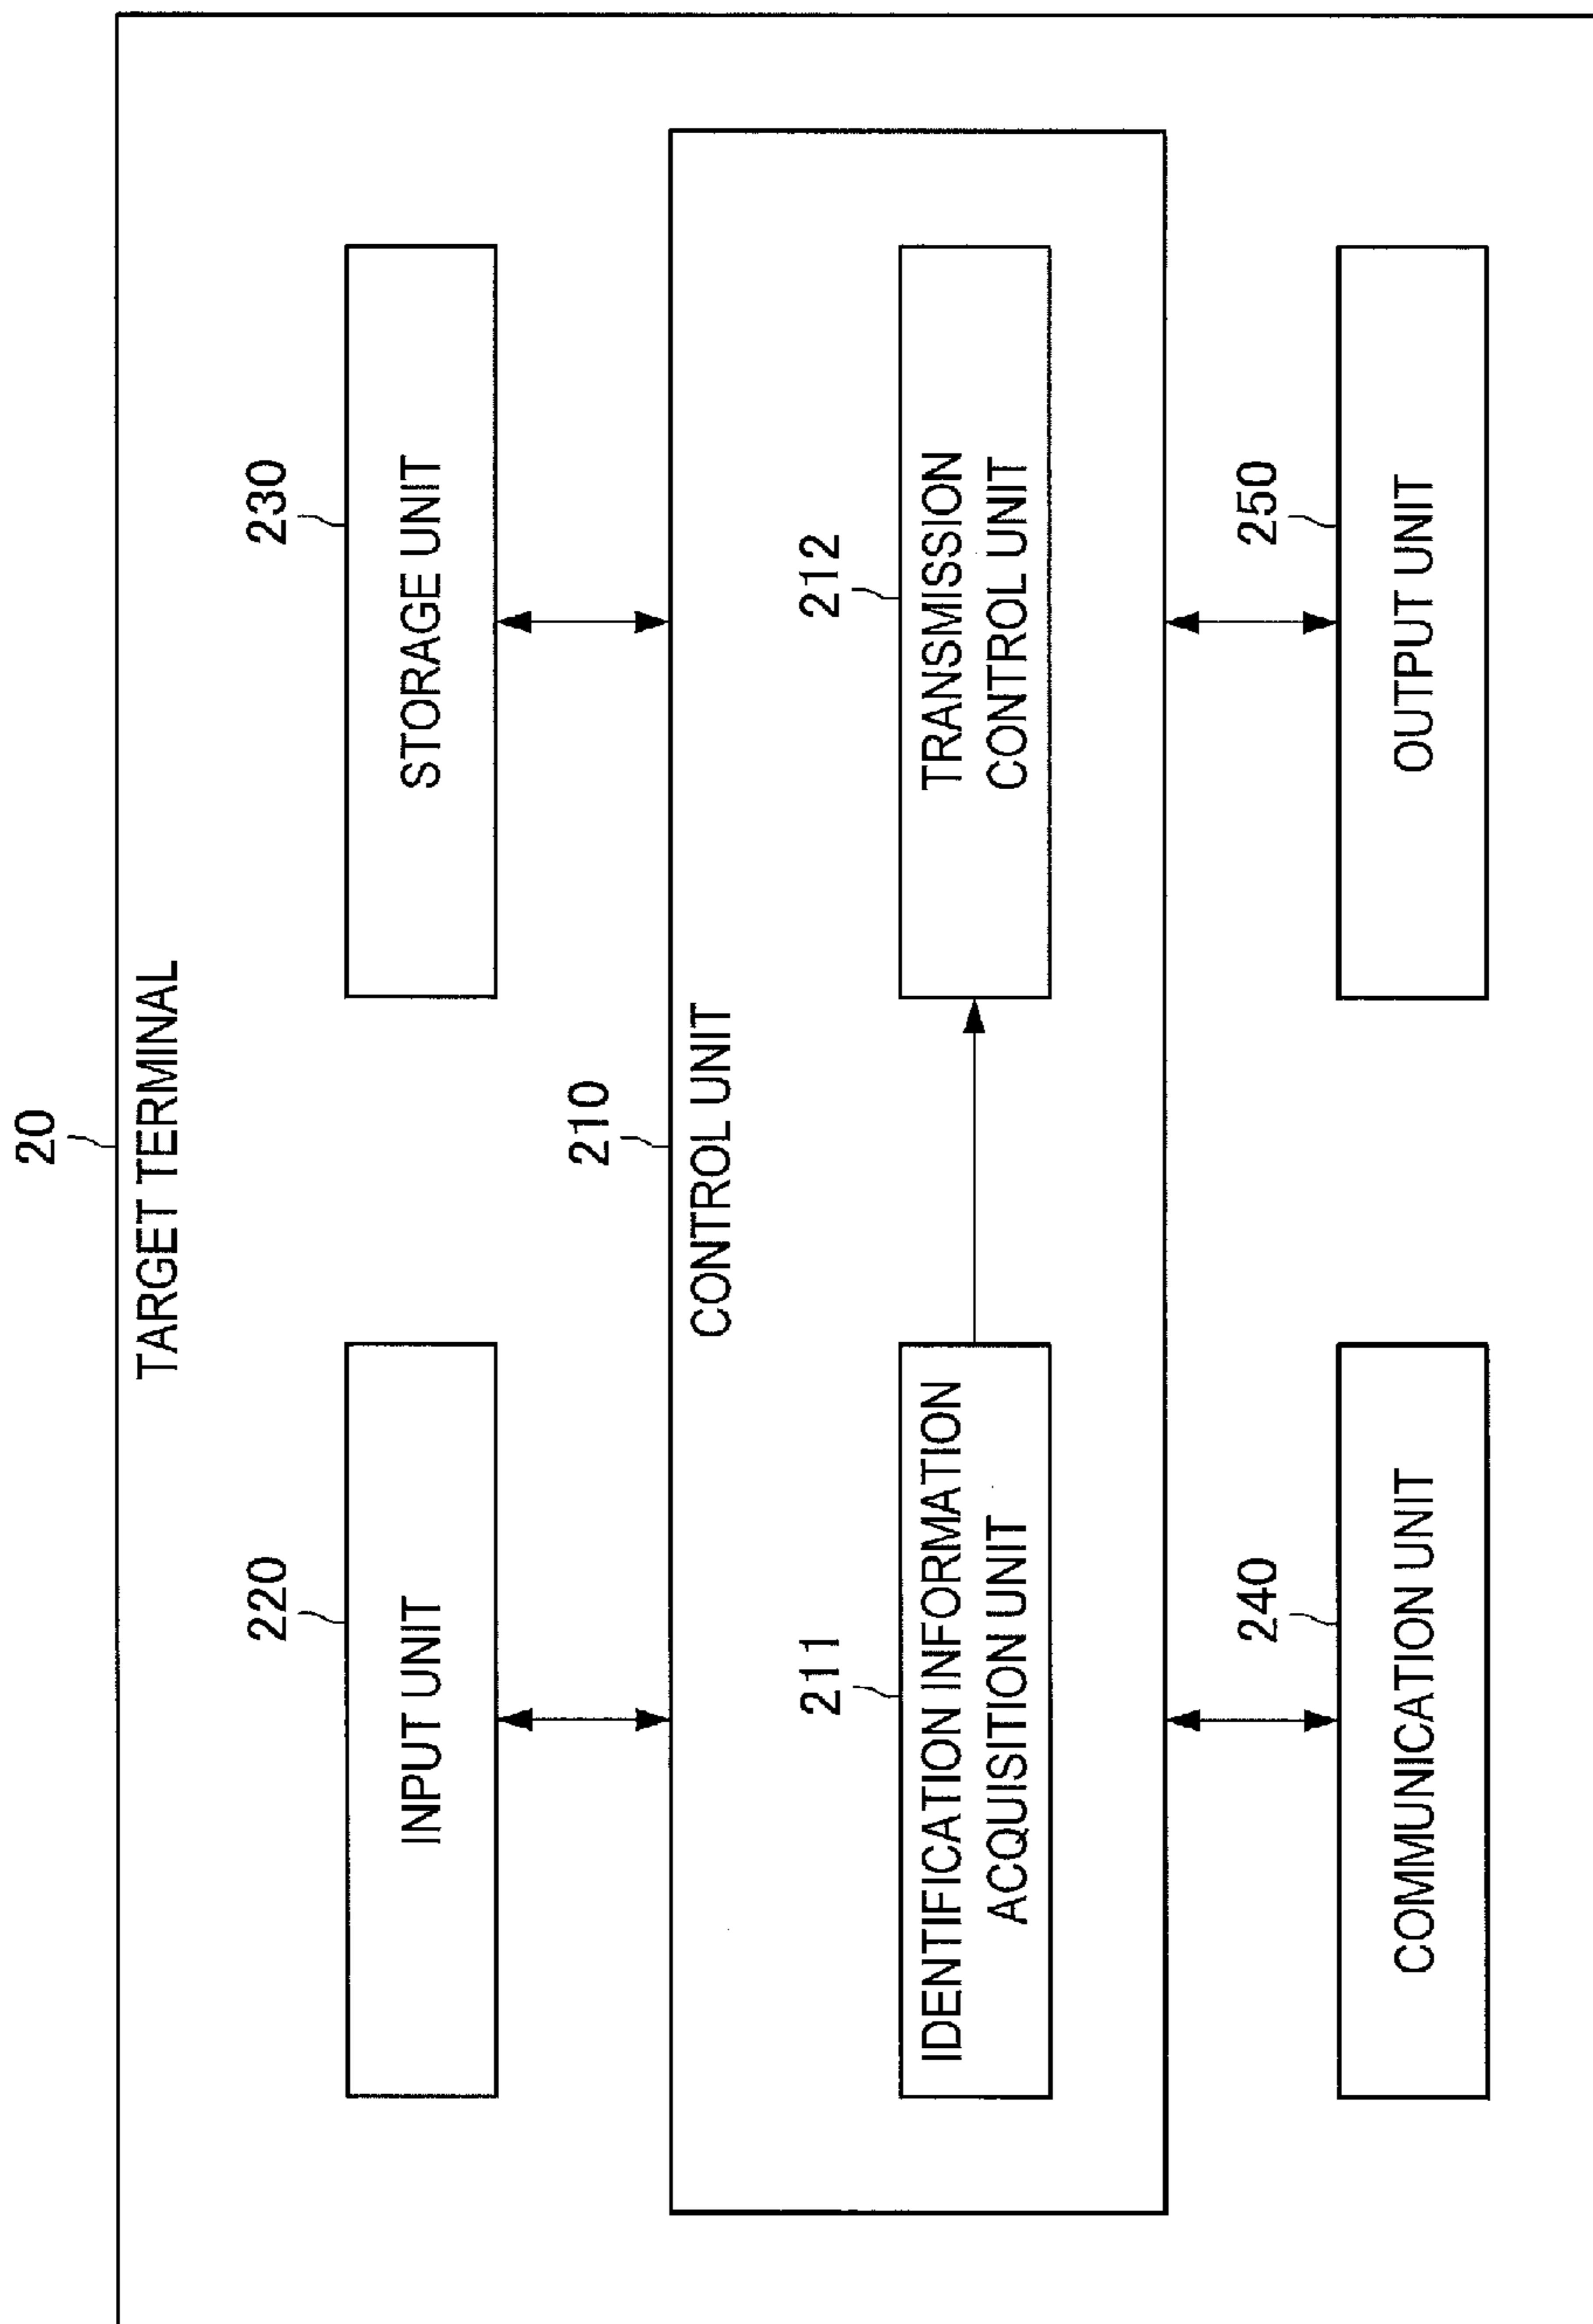 20
TARGET TERMINAL
220
INPUT UNIT
230
STORAGE UNIT
210
CONTROL UNIT
211
IDENTIFICATION INFORMATION
ACQUISITION UNIT
212
TRANSMISSION
CONTROL UNIT
240
COMMUNICATION UNIT
250
OUTPUT UNIT